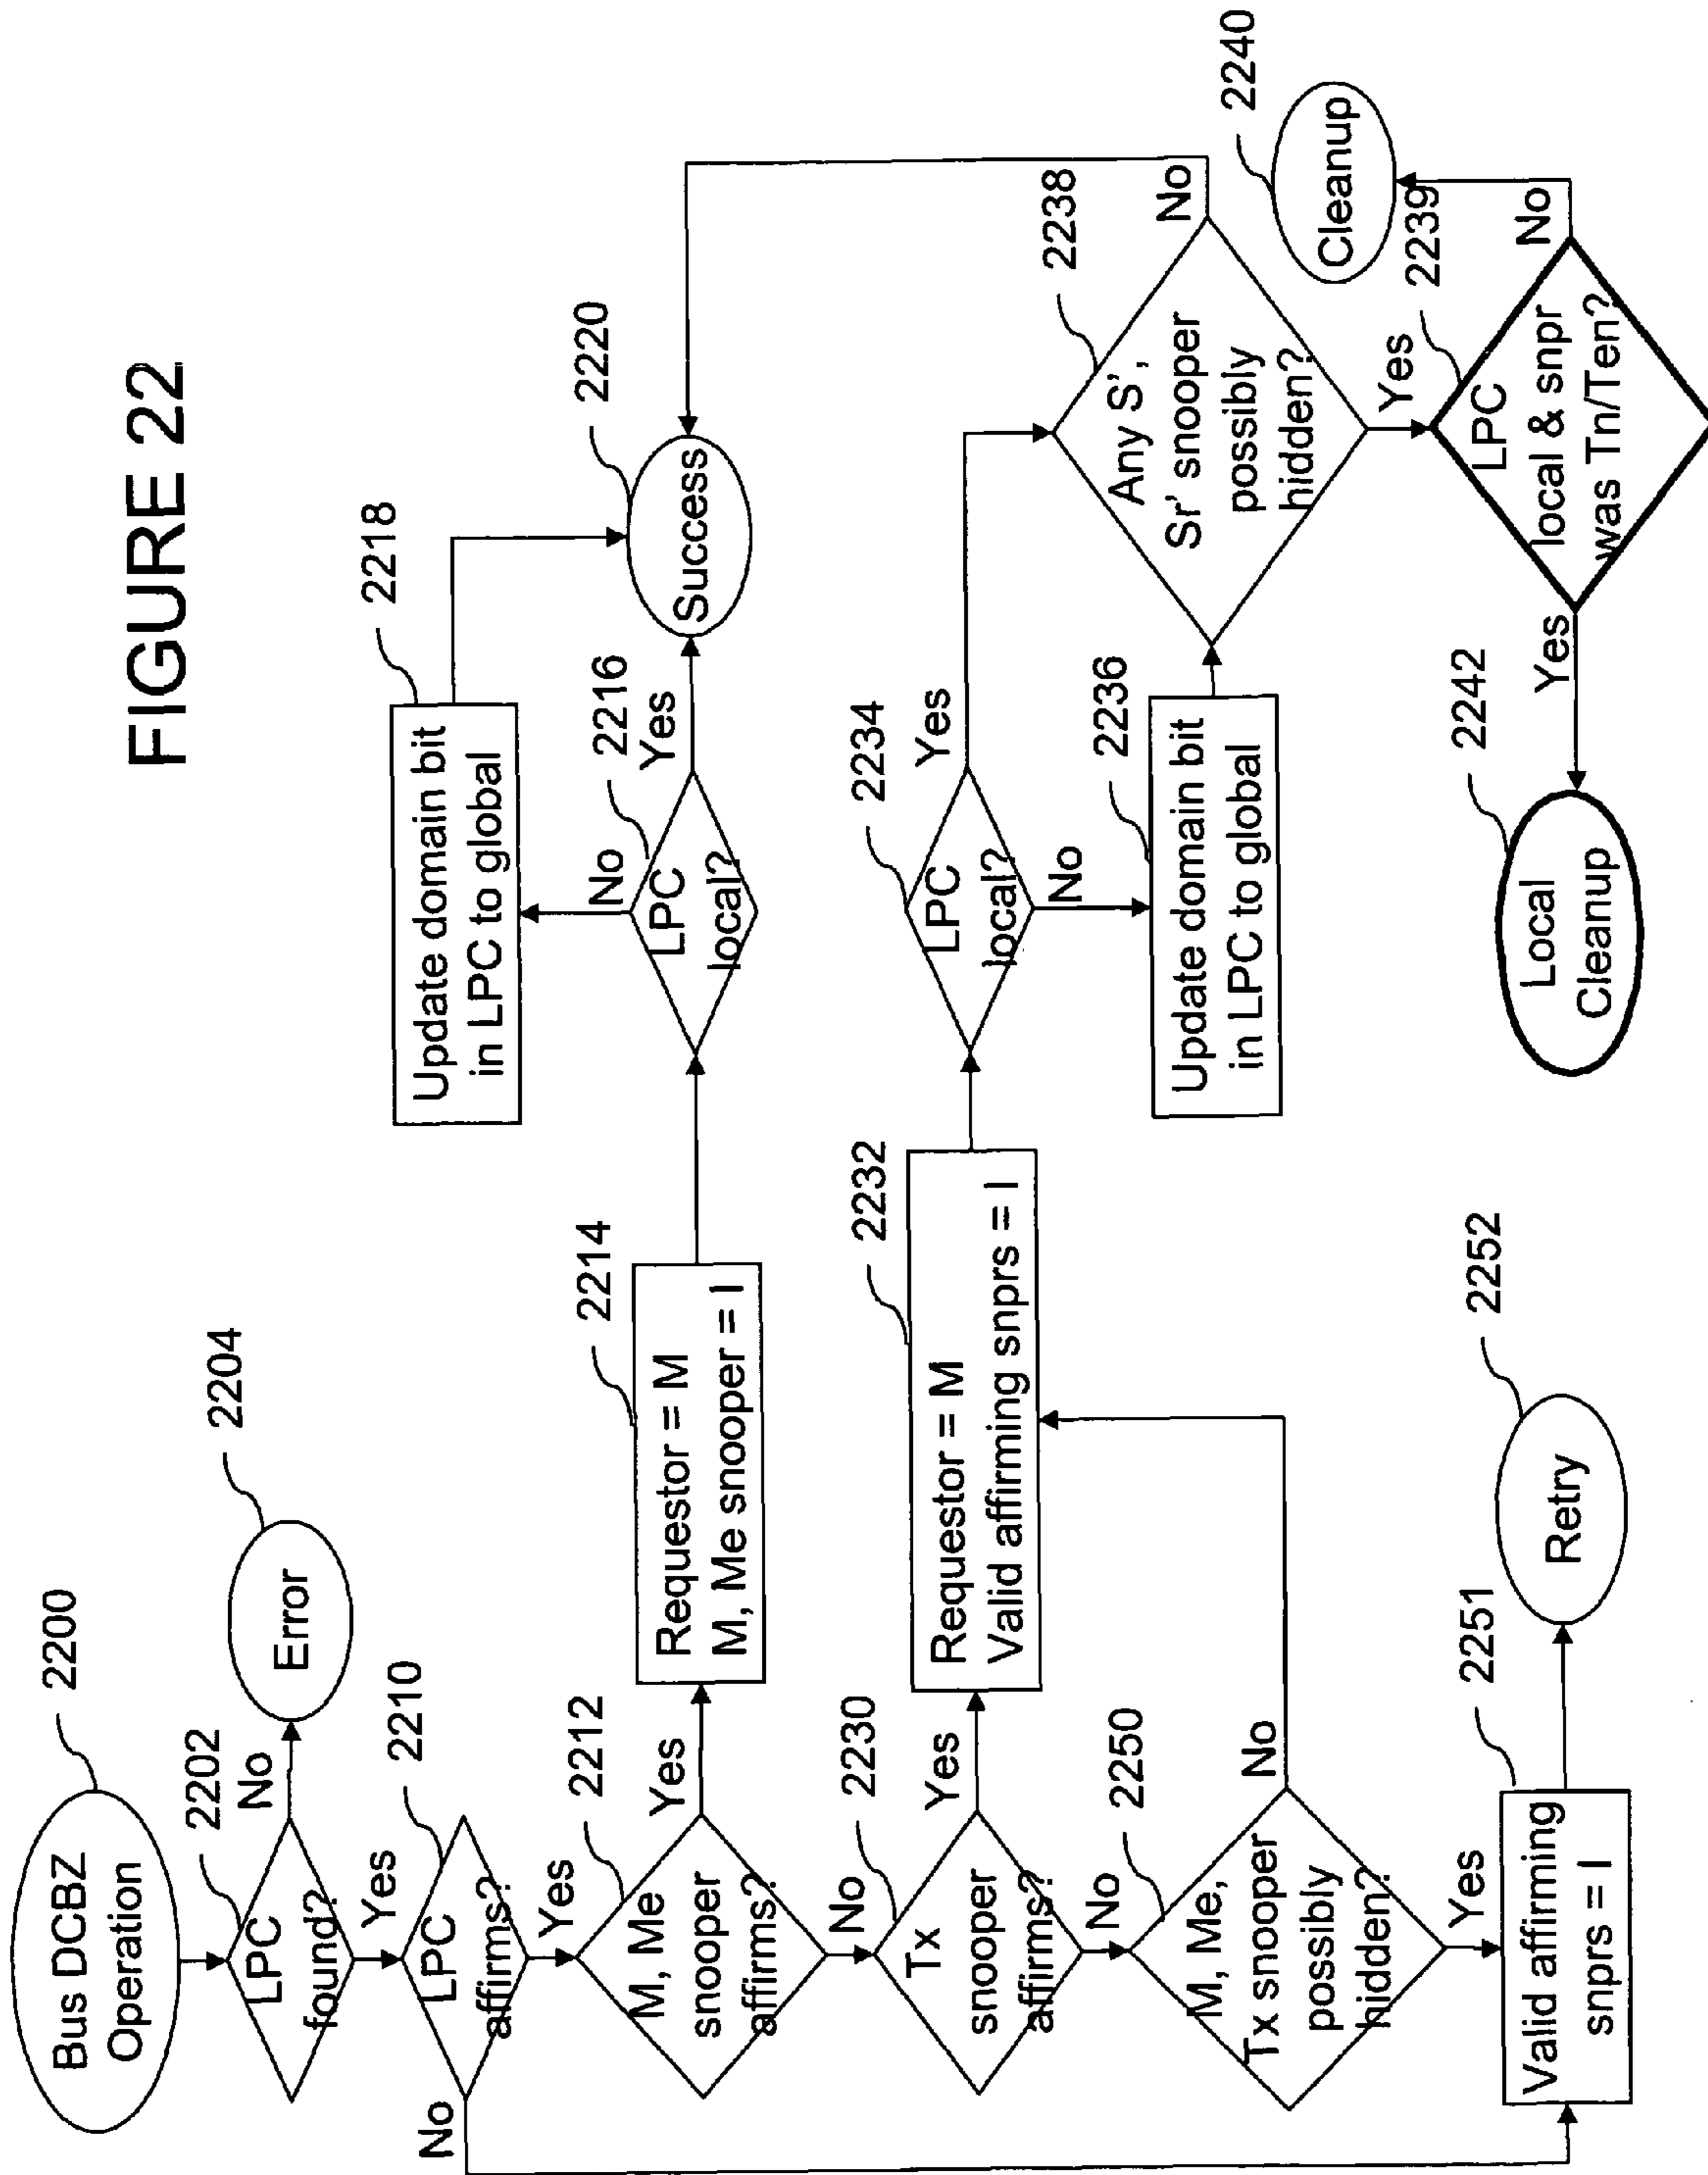 FIGURE 22
2200
Bus DCBZ
Operation
2202
LPC
found?
No
2204
Error
Yes
2210
LPC
affirms?
No
Yes
2212
M, Me
snooper
affirms?
Yes
2214
Requestor = M
M, Me snooper = I
2216
LPC
local?
No
Yes
2218
Update domain bit
in LPC to global
2220
Success
No
2230
Tx
snooper
affirms?
Yes
2232
Requestor = M
Valid affirming snprs = I
2234
LPC
local?
Yes
No
2236
Update domain bit
in LPC to global
2238
Any S',
Sr' snooper
possibly
hidden?
No
Yes
2239
LPC
local & snpr
was Tn/Ten?
No
2240
Cleanup
Yes
2242
Local
Cleanup
No
2250
M, Me,
Tx snooper
possibly
hidden?
No
Yes
2251
Valid affirming
snprs = I
2252
Retry